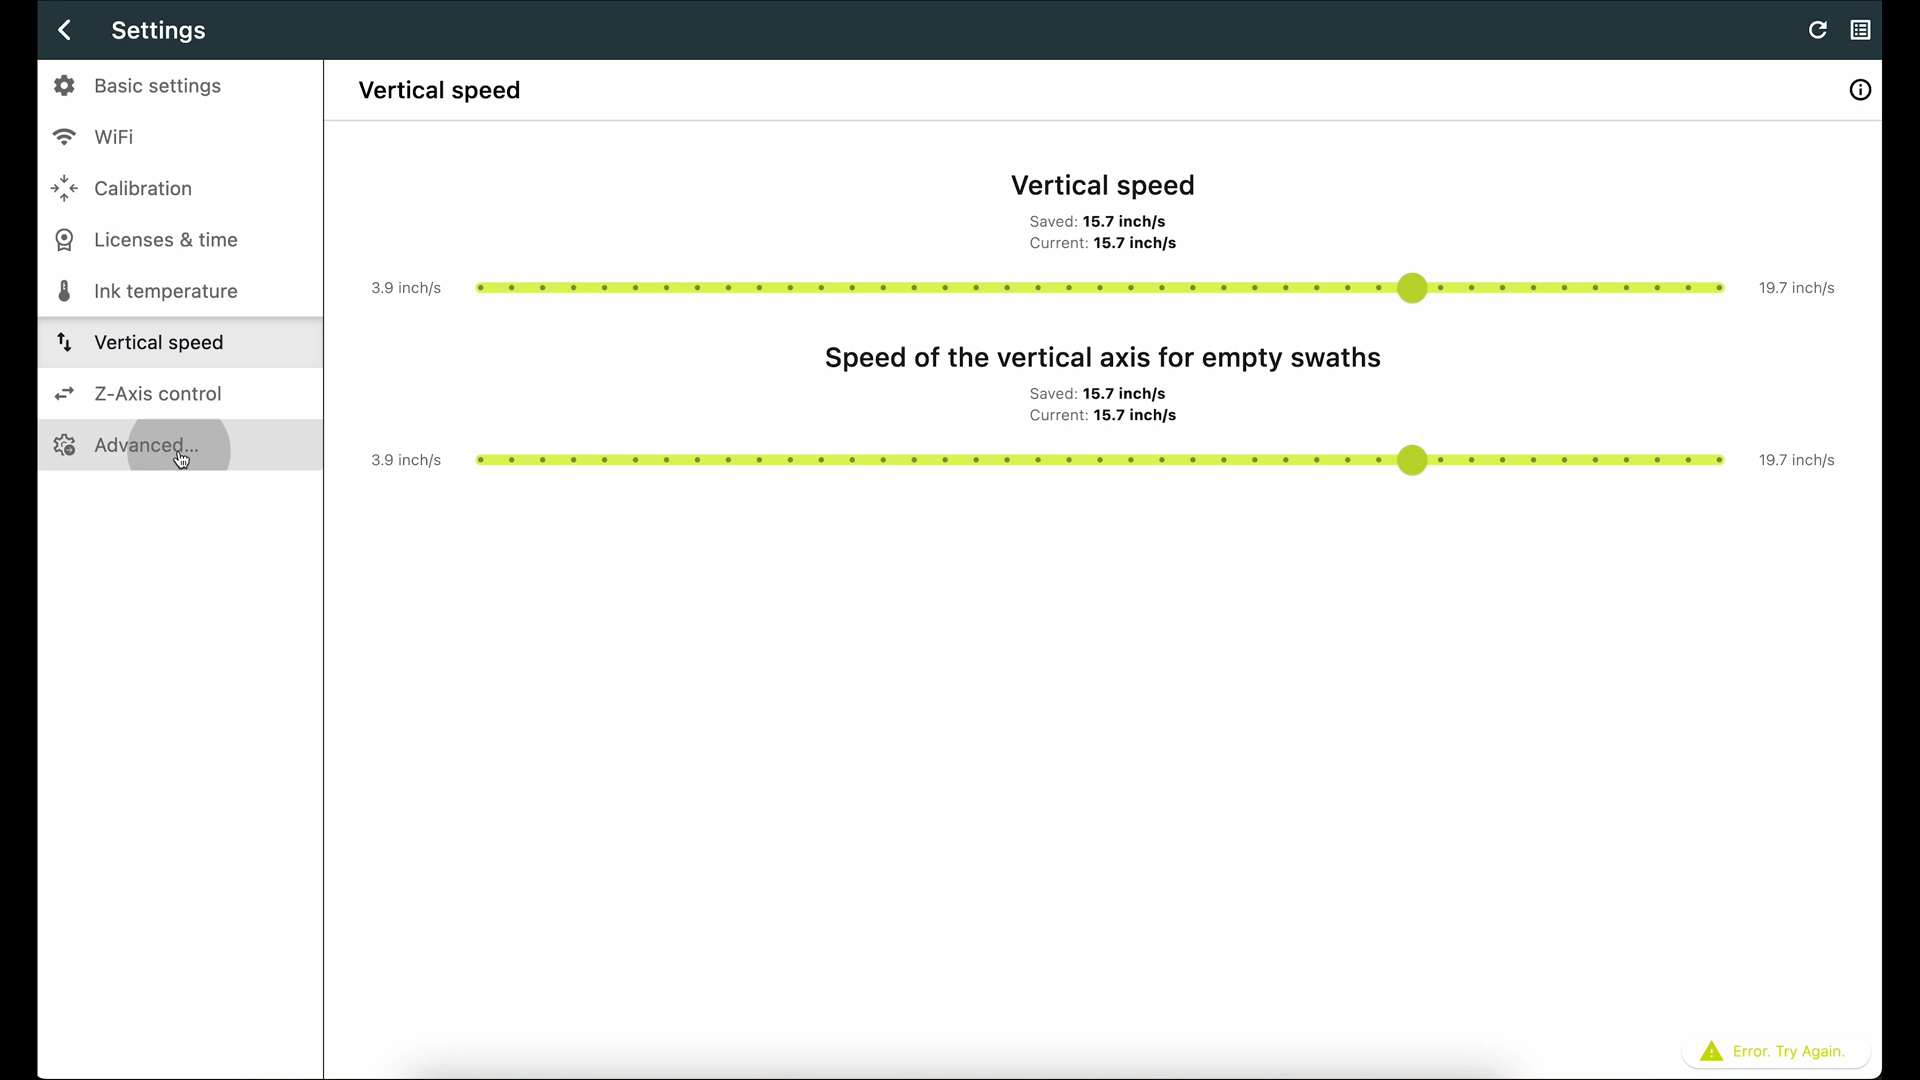 Settings
Basic settings
WiFi
Calibration
Licenses & time
Ink temperature
Vertical speed
Z-Axis control
Advanced...
Vertical speed
Vertical speed
Saved: 15.7 inch/s
Current: 15.7 inch/s
3.9 inch/s 19.7 inch/s
Speed of the vertical axis for empty swaths
Saved: 15.7 inch/s
Current: 15.7 inch/s
3.9 inch/s 19.7 inch/s
Error. Try Again.